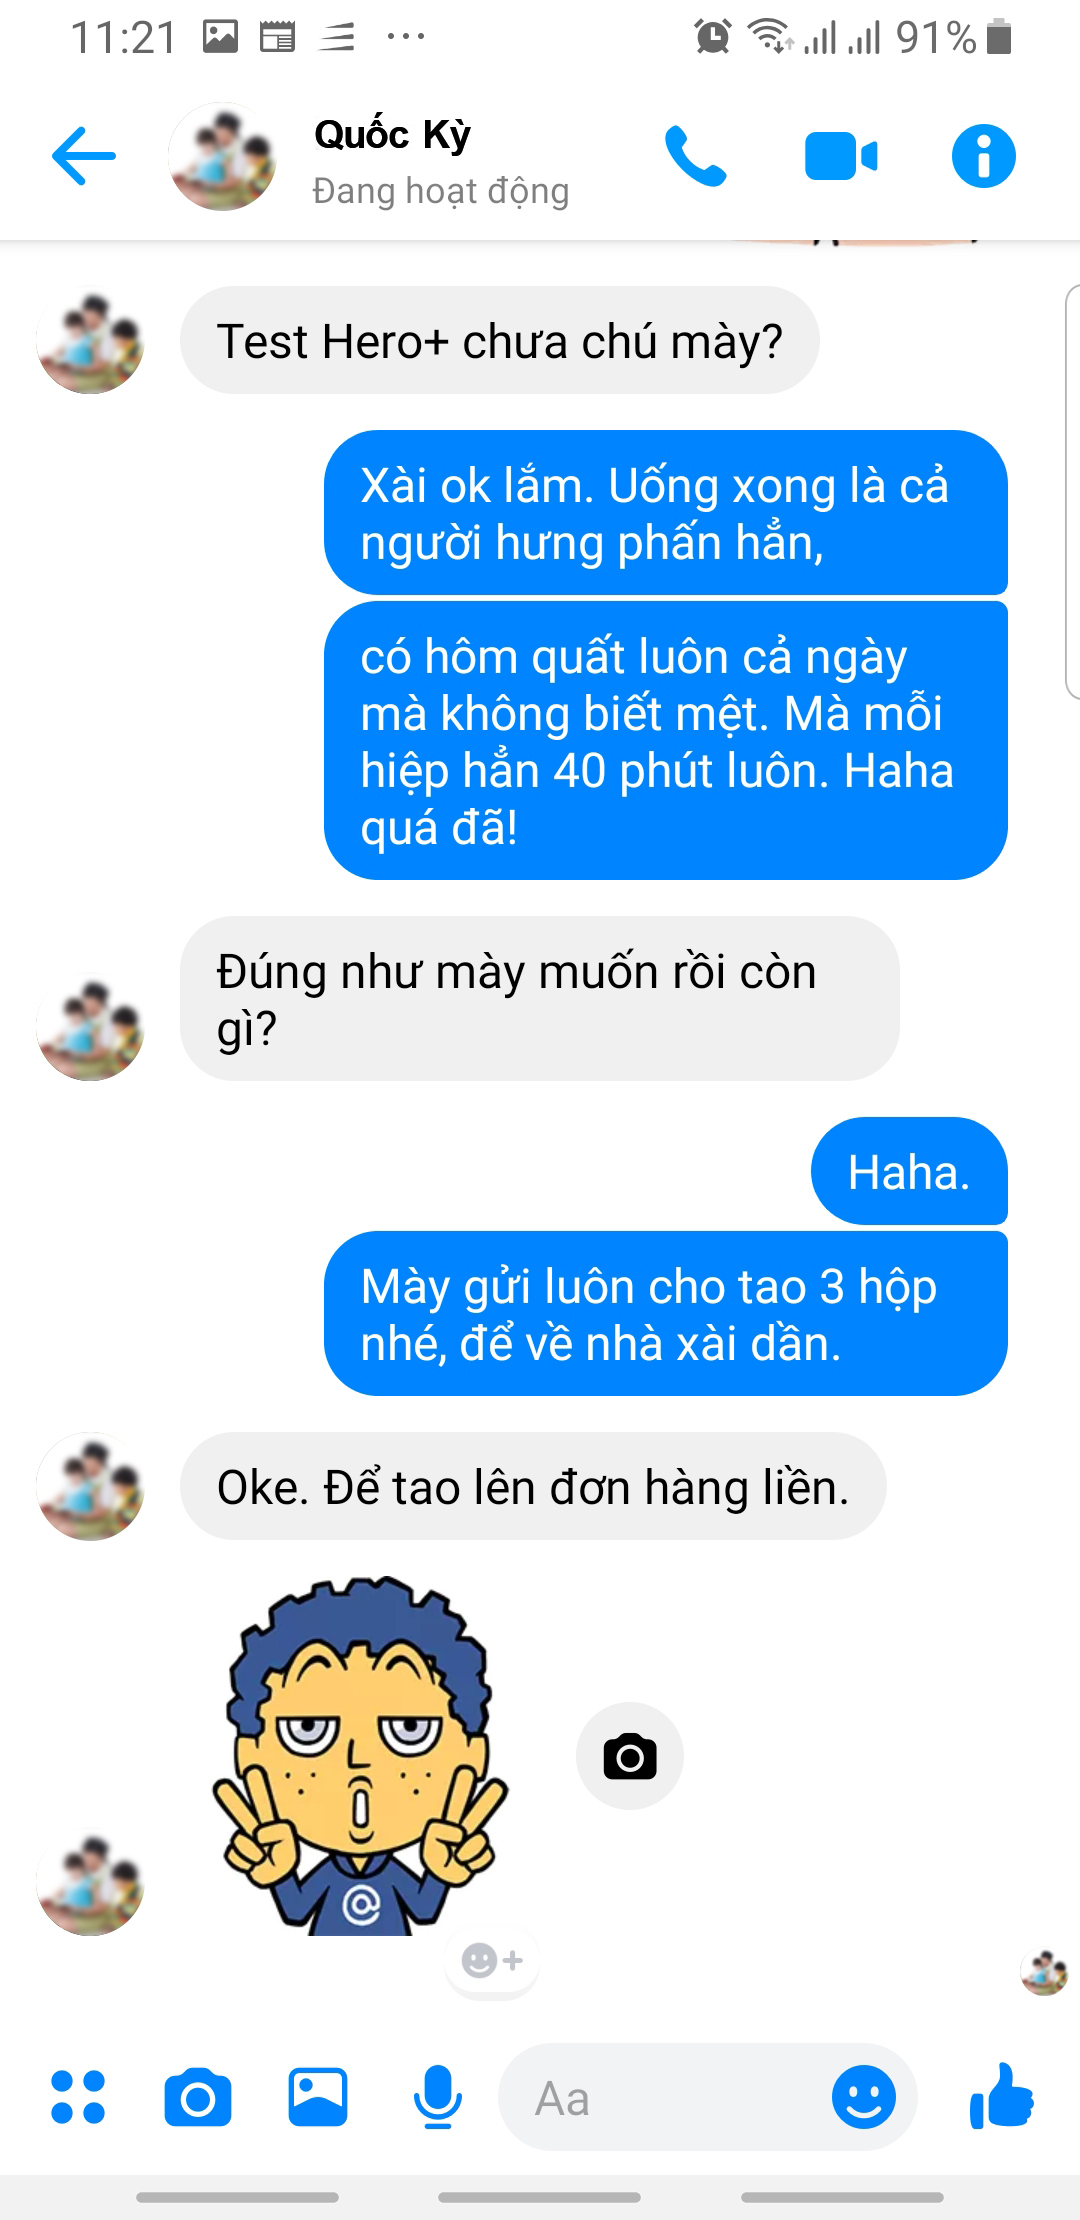 11:21
91%
Quốc Kỳ
Đang hoạt động
Test Hero+ chưa chú mày?
Xài ok lắm. Uống xong là cả
người hưng phấn hẳn,
có hôm quất luôn cả ngày
mà không biết mệt. Mà mỗi
hiệp hẳn 40 phút luôn. Haha
quá đã!
Đúng như mày muốn rồi còn
gì?
Haha.
Mày gửi luôn cho tao 3 hộp
nhé, để về nhà xài dần.
Oke. Để tao lên đơn hàng liền.
@
Aa